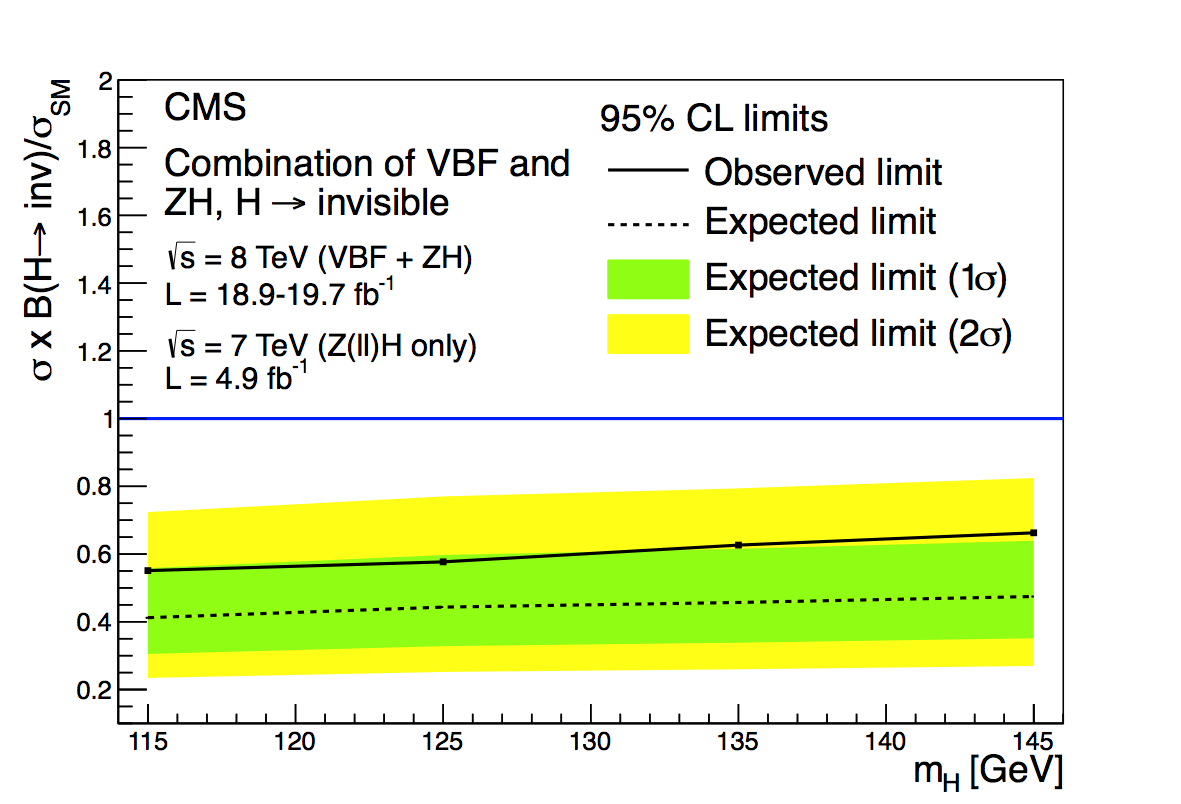 CMS
Combination of VBF and
ZH, H → invisible
√s = 8 TeV (VBF + ZH)
L = 18.9-19.7 fb⁻¹
√s = 7 TeV (Z(ll)H only)
L = 4.9 fb⁻¹
95% CL limits
Observed limit
Expected limit
Expected limit (1σ)
Expected limit (2σ)
σ x B(H→ inv)/σ_SM
2
1.8
1.6
1.4
1.2
1
0.8
0.6
0.4
0.2
115 120 125 130 135 140 145
m_H [GeV]